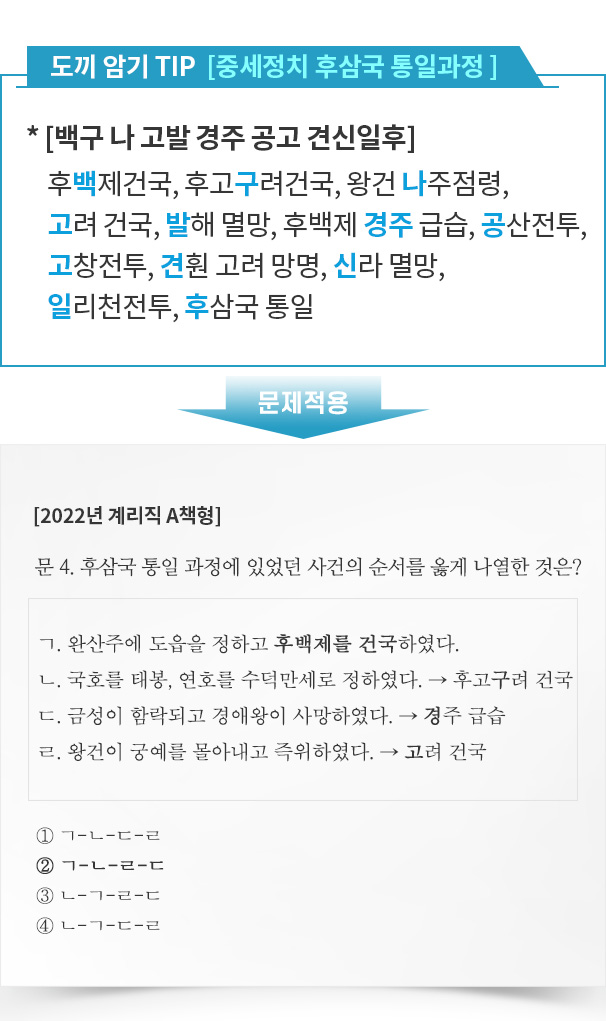 도끼 암기 TIP [중세정치 후삼국 통일과정 ]
* [백구 나 고발 경주 공고 견신일후]
후백제건국, 후고구려건국, 왕건 나주점령,
고려 건국, 발해 멸망, 후백제 경주 급습, 공산전투,
고창전투, 견훤 고려 망명, 신라 멸망,
일리천전투, 후삼국 통일
문제적용
[2022년 계리직 A책형]
문 4. 후삼국 통일 과정에 있었던 사건의 순서를 옳게 나열한 것은?
ㄱ. 완산주에 도읍을 정하고 후백제를 건국하였다.
ㄴ. 국호를 태봉, 연호를 수덕만세로 정하였다. → 후고구려 건국
ㄷ. 금성이 함락되고 경애왕이 사망하였다. → 경주 급습
ㄹ. 왕건이 궁예를 몰아내고 즉위하였다. → 고려 건국
① ㄱ-ㄴ-ㄷ-ㄹ
② ㄱ-ㄴ-ㄹ-ㄷ
③ ㄴ-ㄱ-ㄹ-ㄷ
④ ㄴ-ㄱ-ㄷ-ㄹ